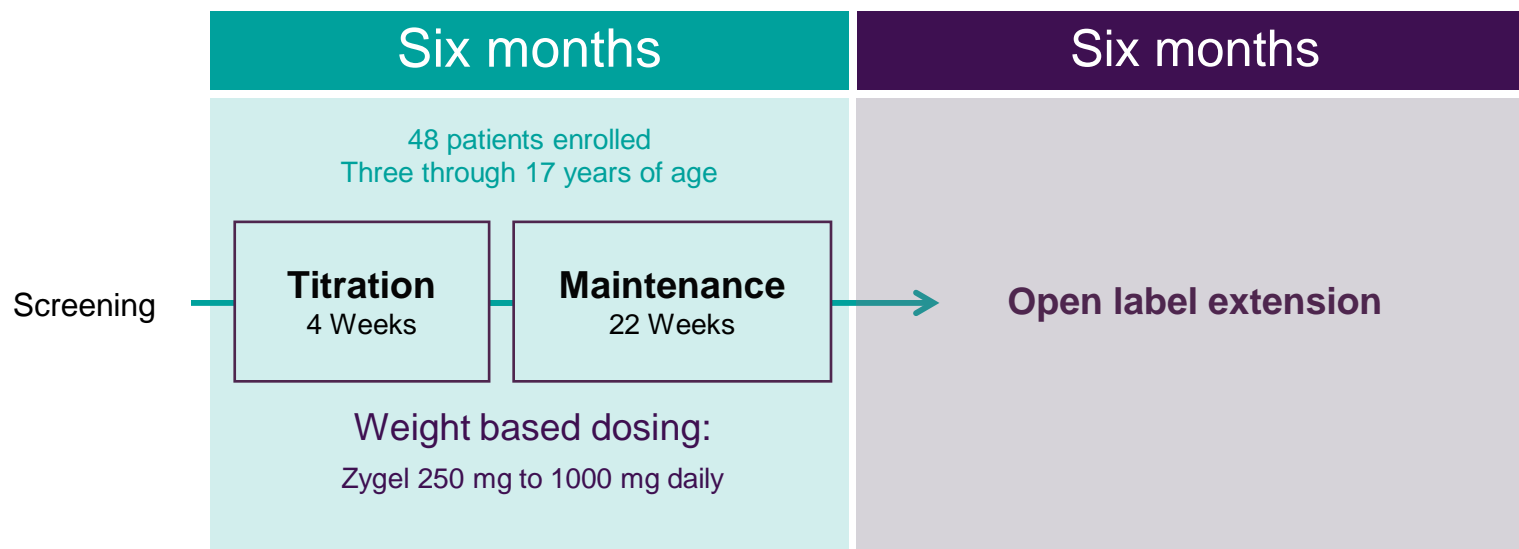 Six months
Six months
48 patients enrolled
Three through 17 years of age
Screening
Titration
4 Weeks
Maintenance
22 Weeks
Open label extension
Weight based dosing:
Zygel 250 mg to 1000 mg daily